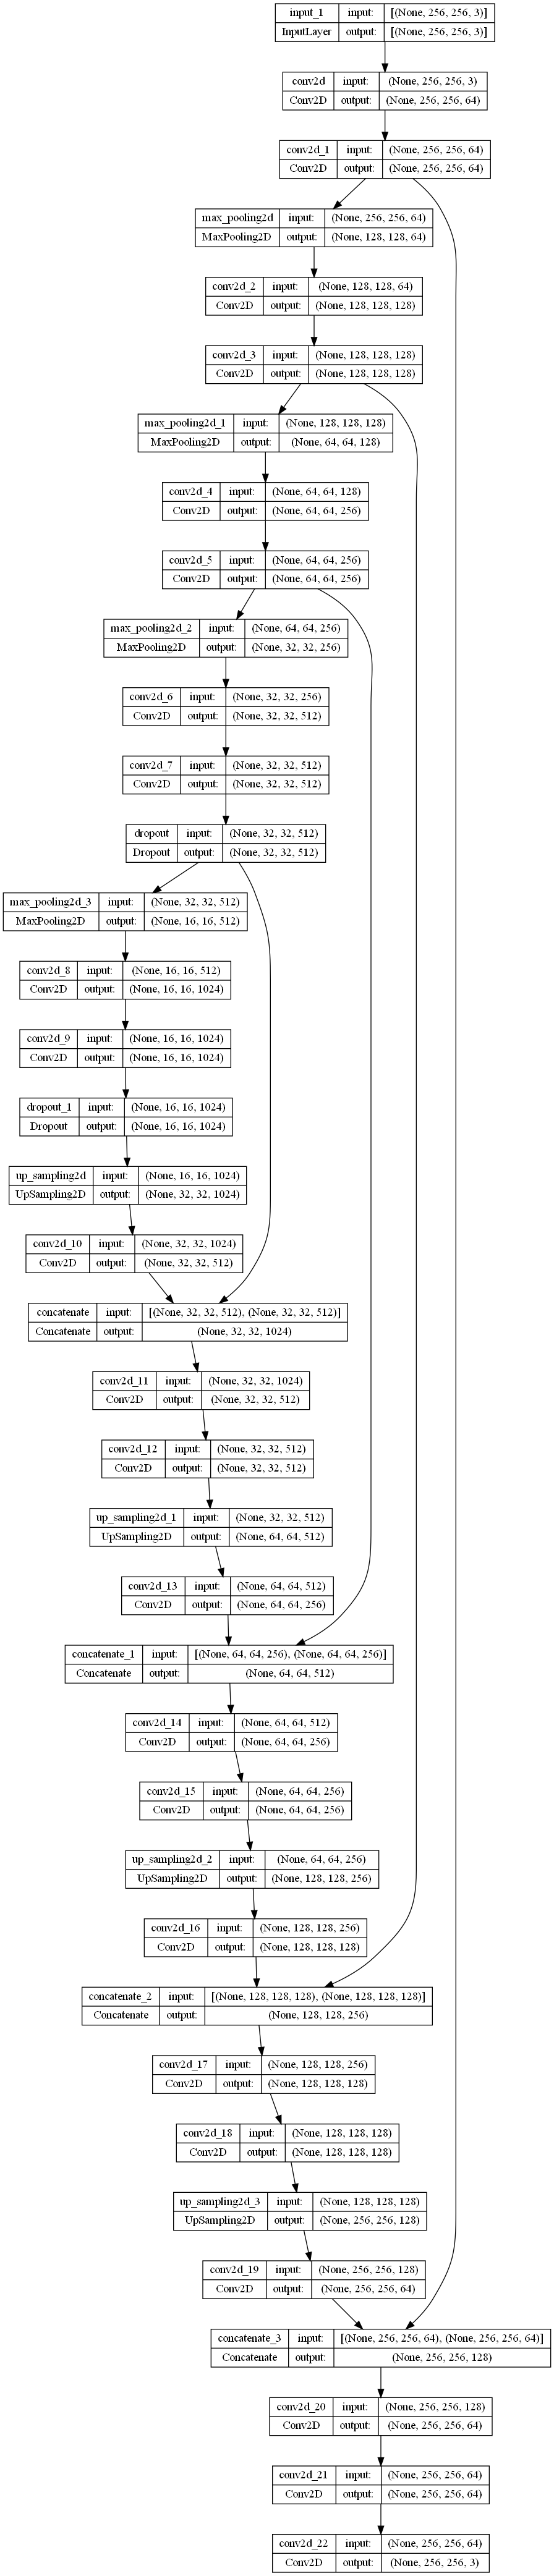 input_1 input: [(None, 256, 256, 3)]
InputLayer output: [(None, 256, 256, 3)]
conv2d input: (None, 256, 256, 3)
Conv2D output: (None, 256, 256, 64)
conv2d_1 input: (None, 256, 256, 64)
Conv2D output: (None, 256, 256, 64)
max_pooling2d input: (None, 256, 256, 64)
MaxPooling2D output: (None, 128, 128, 64)
conv2d_2 input: (None, 128, 128, 64)
Conv2D output: (None, 128, 128, 128)
conv2d_3 input: (None, 128, 128, 128)
Conv2D output: (None, 128, 128, 128)
max_pooling2d_1 input: (None, 128, 128, 128)
MaxPooling2D output: (None, 64, 64, 128)
conv2d_4 input: (None, 64, 64, 128)
Conv2D output: (None, 64, 64, 256)
conv2d_5 input: (None, 64, 64, 256)
Conv2D output: (None, 64, 64, 256)
max_pooling2d_2 input: (None, 64, 64, 256)
MaxPooling2D output: (None, 32, 32, 256)
conv2d_6 input: (None, 32, 32, 256)
Conv2D output: (None, 32, 32, 512)
conv2d_7 input: (None, 32, 32, 512)
Conv2D output: (None, 32, 32, 512)
dropout input: (None, 32, 32, 512)
Dropout output: (None, 32, 32, 512)
max_pooling2d_3 input: (None, 32, 32, 512)
MaxPooling2D output: (None, 16, 16, 512)
conv2d_8 input: (None, 16, 16, 512)
Conv2D output: (None, 16, 16, 1024)
conv2d_9 input: (None, 16, 16, 1024)
Conv2D output: (None, 16, 16, 1024)
dropout_1 input: (None, 16, 16, 1024)
Dropout output: (None, 16, 16, 1024)
up_sampling2d input: (None, 16, 16, 1024)
UpSampling2D output: (None, 32, 32, 1024)
conv2d_10 input: (None, 32, 32, 1024)
Conv2D output: (None, 32, 32, 512)
concatenate input: [(None, 32, 32, 512), (None, 32, 32, 512)]
Concatenate output: (None, 32, 32, 1024)
conv2d_11 input: (None, 32, 32, 1024)
Conv2D output: (None, 32, 32, 512)
conv2d_12 input: (None, 32, 32, 512)
Conv2D output: (None, 32, 32, 512)
up_sampling2d_1 input: (None, 32, 32, 512)
UpSampling2D output: (None, 64, 64, 512)
conv2d_13 input: (None, 64, 64, 512)
Conv2D output: (None, 64, 64, 256)
concatenate_1 input: [(None, 64, 64, 256), (None, 64, 64, 256)]
Concatenate output: (None, 64, 64, 512)
conv2d_14 input: (None, 64, 64, 512)
Conv2D output: (None, 64, 64, 256)
conv2d_15 input: (None, 64, 64, 256)
Conv2D output: (None, 64, 64, 256)
up_sampling2d_2 input: (None, 64, 64, 256)
UpSampling2D output: (None, 128, 128, 256)
conv2d_16 input: (None, 128, 128, 256)
Conv2D output: (None, 128, 128, 128)
concatenate_2 input: [(None, 128, 128, 128), (None, 128, 128, 128)]
Concatenate output: (None, 128, 128, 256)
conv2d_17 input: (None, 128, 128, 256)
Conv2D output: (None, 128, 128, 128)
conv2d_18 input: (None, 128, 128, 128)
Conv2D output: (None, 128, 128, 128)
up_sampling2d_3 input: (None, 128, 128, 128)
UpSampling2D output: (None, 256, 256, 128)
conv2d_19 input: (None, 256, 256, 128)
Conv2D output: (None, 256, 256, 64)
concatenate_3 input: [(None, 256, 256, 64), (None, 256, 256, 64)]
Concatenate output: (None, 256, 256, 128)
conv2d_20 input: (None, 256, 256, 128)
Conv2D output: (None, 256, 256, 64)
conv2d_21 input: (None, 256, 256, 64)
Conv2D output: (None, 256, 256, 64)
conv2d_22 input: (None, 256, 256, 64)
Conv2D output: (None, 256, 256, 3)